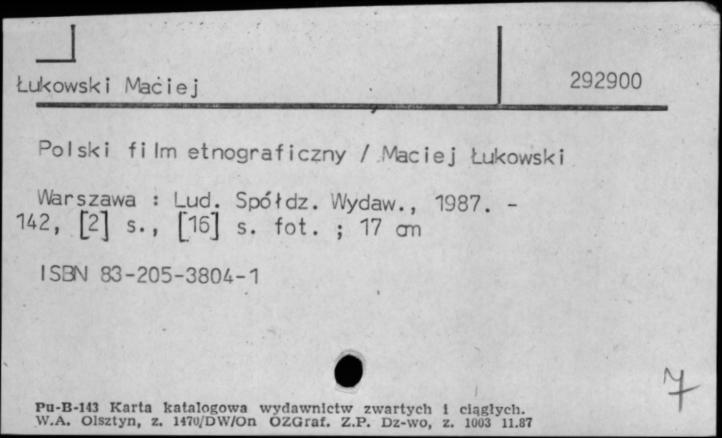 Łukowski Maciej
292900
Polski film etnograficzny / Maciej Łukowski
Warszawa : Lud. Spółdz. Wydaw., 1987. -
142, [2] s., [16] s. fot. ; 17 cm
ISBN 83-205-3804-1
7
Pu-B-143 Karta katalogowa wydawnictw zwartych i ciągłych.
W.A. Olsztyn, z. 1470/DW/On OZGraf. Z.P. Dz-wo, z. 1003 11.87